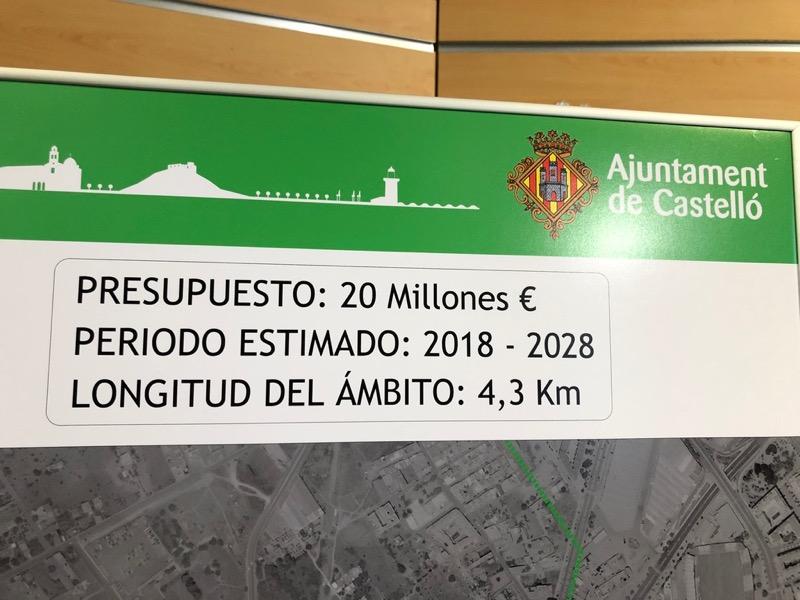 Ajuntament
de Castelló
PRESUPUESTO: 20 Millones €
PERIODO ESTIMADO: 2018 - 2028
LONGITUD DEL ÁMBITO: 4,3 Km